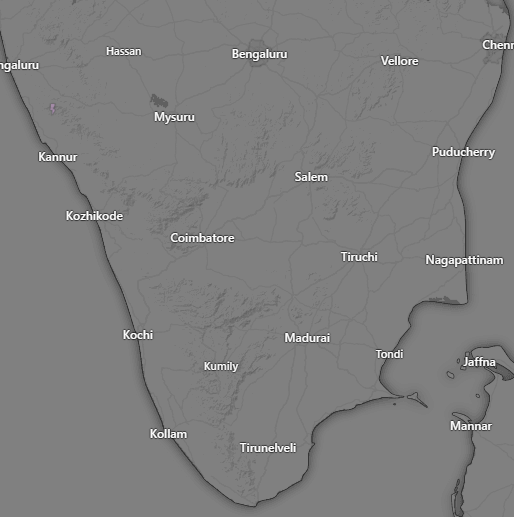 Hassan
Bengaluru
Chenn
ngaluru
Vellore
Mysuru
Kannur
Puducherry
Salem
Kozhikode
Coimbatore
Tiruchi
Nagapattinam
Kochi
Madurai
Tondi
Kumily
Jaffna
Mannar
Kollam
Tirunelveli